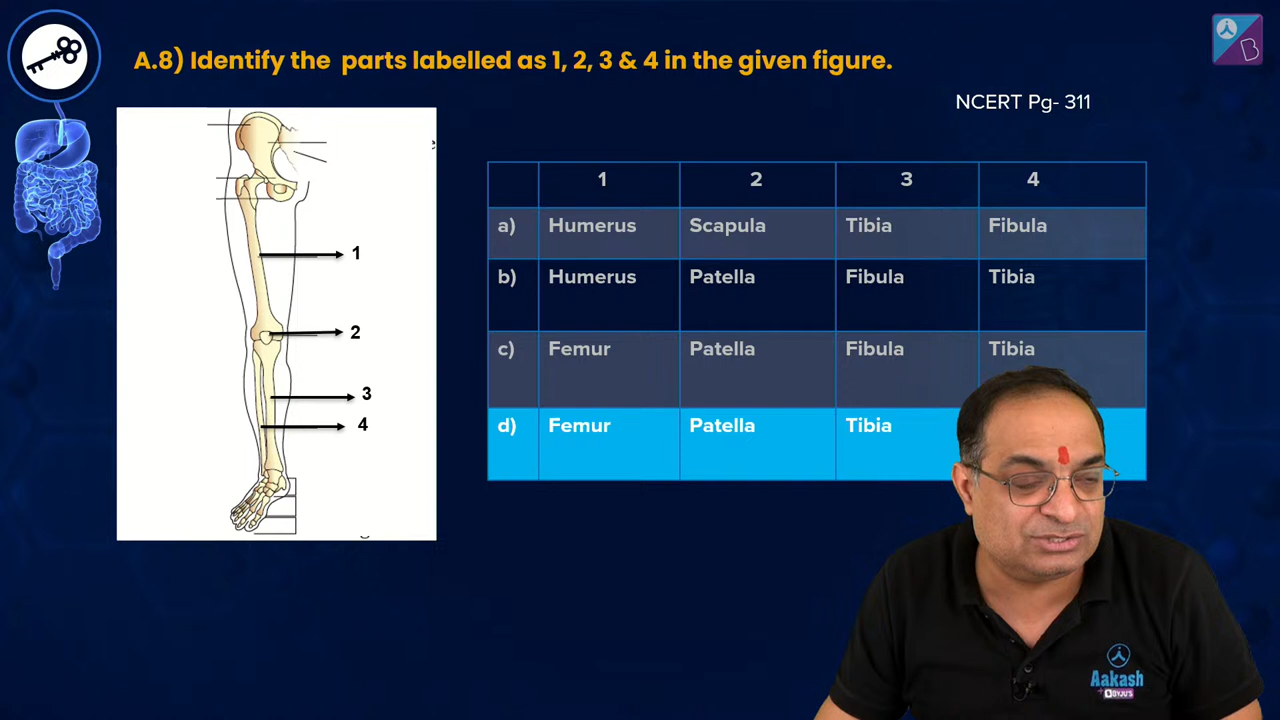 A.8) Identify the parts labelled as 1, 2, 3 & 4 in the given figure.
NCERT Pg- 311
1
2
3
4
1 2 3 4
a) Humerus Scapula Tibia Fibula
b) Humerus Patella Fibula Tibia
c) Femur Patella Fibula Tibia
d) Femur Patella Tibia
Aakash
BYJU'S
B